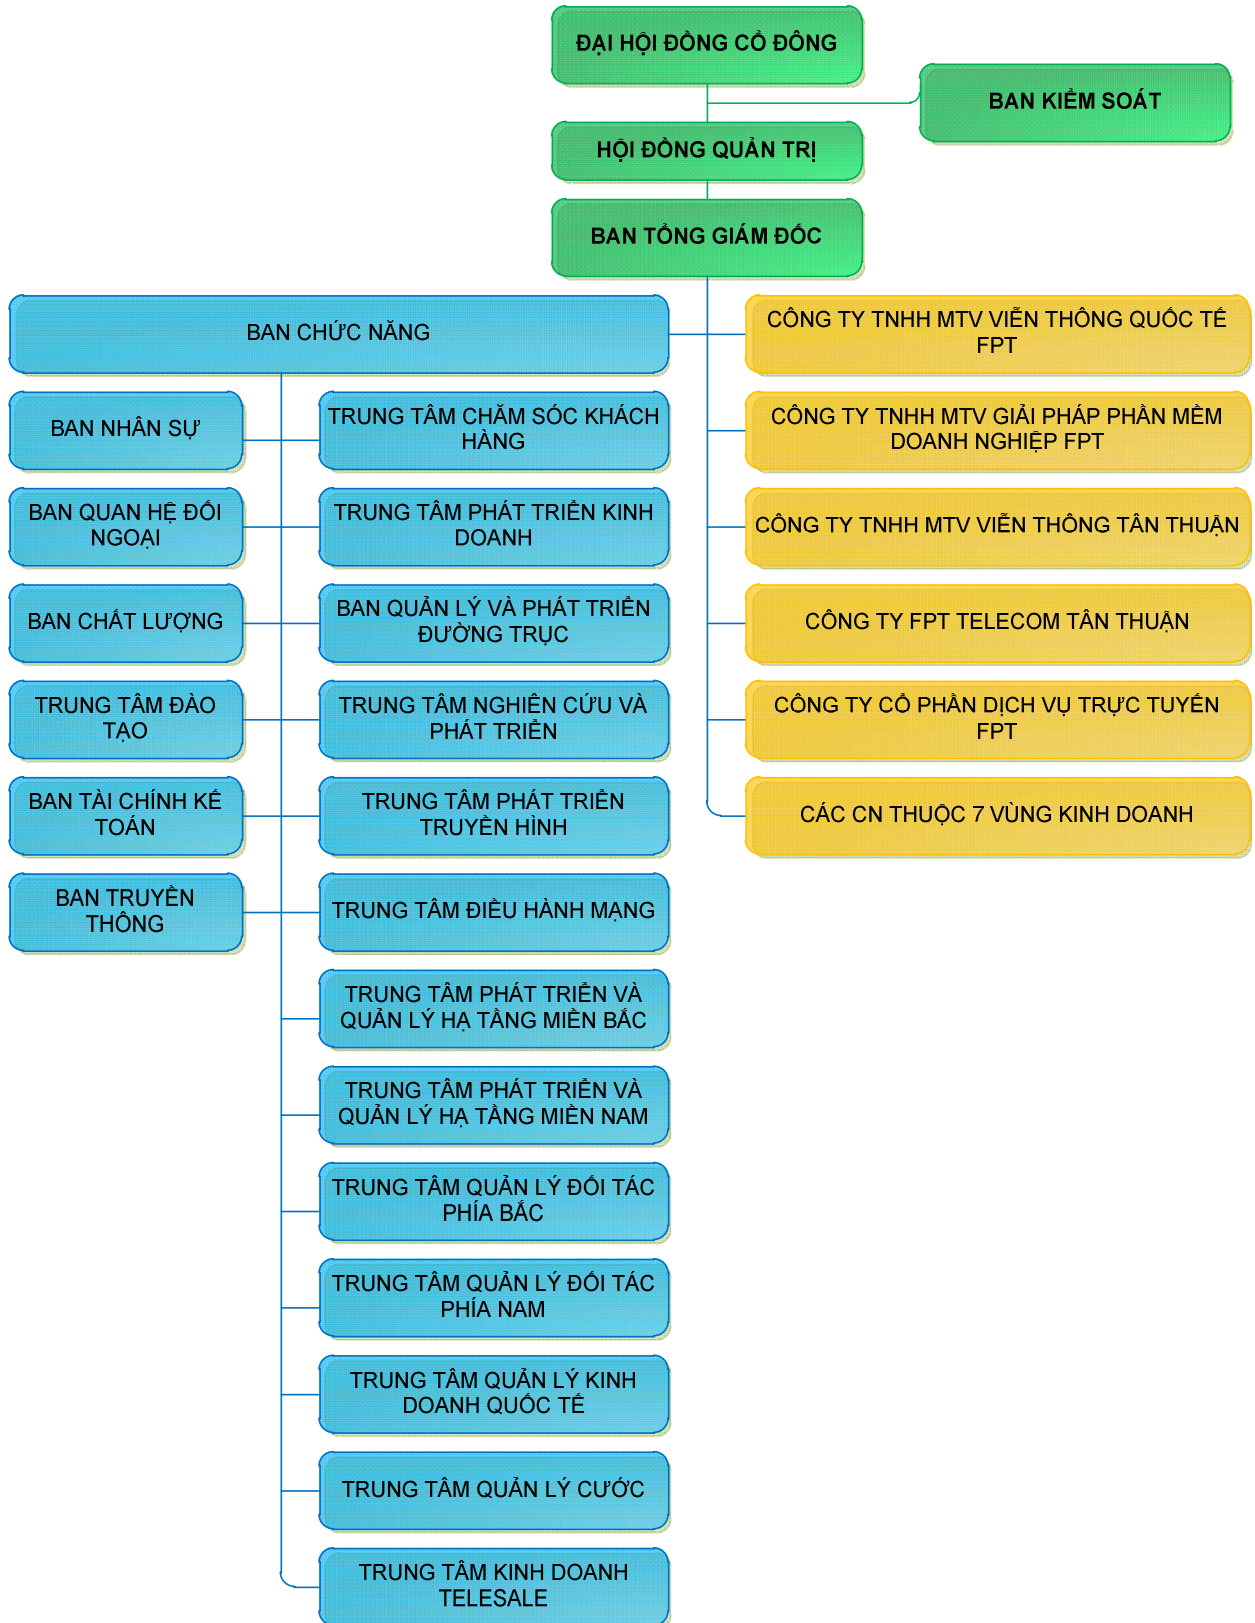 ĐẠI HỘI ĐỒNG CỔ ĐÔNG
BAN KIỂM SOÁT
HỘI ĐỒNG QUẢN TRỊ
BAN TỔNG GIÁM ĐỐC
BAN CHỨC NĂNG
BAN NHÂN SỰ
BAN QUAN HỆ ĐỐI
NGOẠI
BAN CHẤT LƯỢNG
TRUNG TÂM ĐÀO
TẠO
BAN TÀI CHÍNH KẾ
TOÁN
BAN TRUYỀN
THÔNG
TRUNG TÂM CHĂM SÓC KHÁCH
HÀNG
TRUNG TÂM PHÁT TRIỂN KINH
DOANH
BAN QUẢN LÝ VÀ PHÁT TRIỂN
ĐƯỜNG TRỤC
TRUNG TÂM NGHIÊN CỨU VÀ
PHÁT TRIỂN
TRUNG TÂM PHÁT TRIỂN
TRUYỀN HÌNH
TRUNG TÂM ĐIỀU HÀNH MẠNG
TRUNG TÂM PHÁT TRIỂN VÀ
QUẢN LÝ HẠ TẦNG MIỀN BẮC
TRUNG TÂM PHÁT TRIỂN VÀ
QUẢN LÝ HẠ TẦNG MIỀN NAM
TRUNG TÂM QUẢN LÝ ĐỐI TÁC
PHÍA BẮC
TRUNG TÂM QUẢN LÝ ĐỐI TÁC
PHÍA NAM
TRUNG TÂM QUẢN LÝ KINH
DOANH QUỐC TẾ
TRUNG TÂM QUẢN LÝ CƯỚC
TRUNG TÂM KINH DOANH
TELESALE
CÔNG TY TNHH MTV VIỄN THÔNG QUỐC TẾ
FPT
CÔNG TY TNHH MTV GIẢI PHÁP PHẦN MỀM
DOANH NGHIỆP FPT
CÔNG TY TNHH MTV VIỄN THÔNG TÂN THUẬN
CÔNG TY FPT TELECOM TÂN THUẬN
CÔNG TY CỔ PHẦN DỊCH VỤ TRỰC TUYẾN
FPT
CÁC CN THUỘC 7 VÙNG KINH DOANH